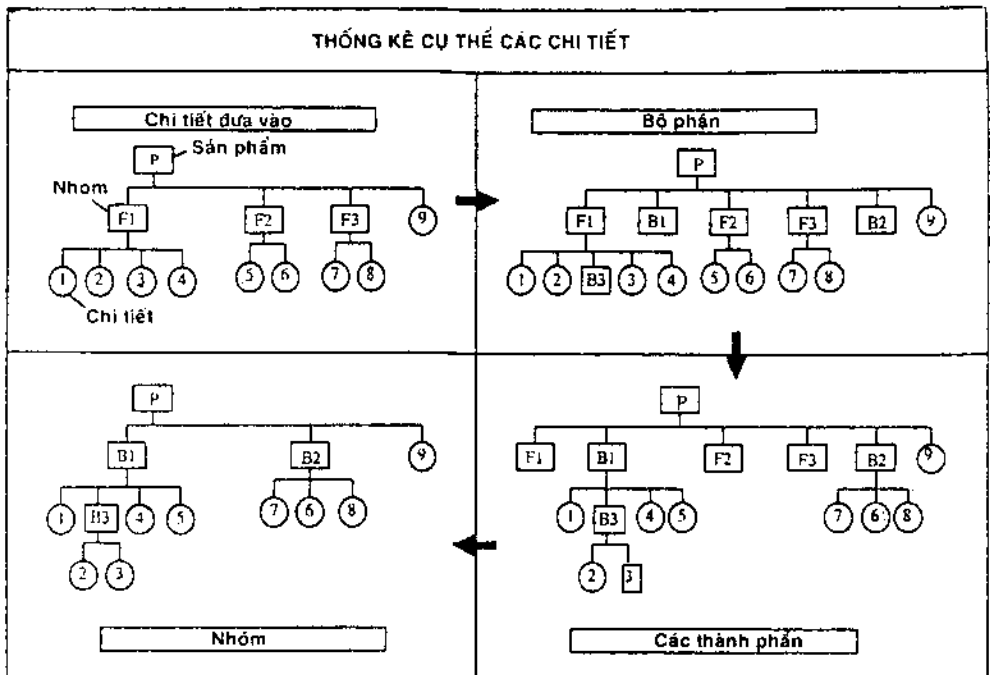 THỐNG KÊ CỤ THỂ CÁC CHI TIẾT
Chi tiết đưa vào
P
Sản phẩm
Nhom
F1
F2
F3
9
1
2
3
4
5
6
7
8
Chi tiết
Bộ phận
P
F1
B1
F2
F3
B2
9
1
2
B3
3
4
5
6
7
8
P
B1
B2
9
1
B3
4
5
7
6
8
2
3
Nhóm
P
F1
B1
F2
F3
B2
9
1
B3
4
5
7
6
8
2
3
Các thành phần